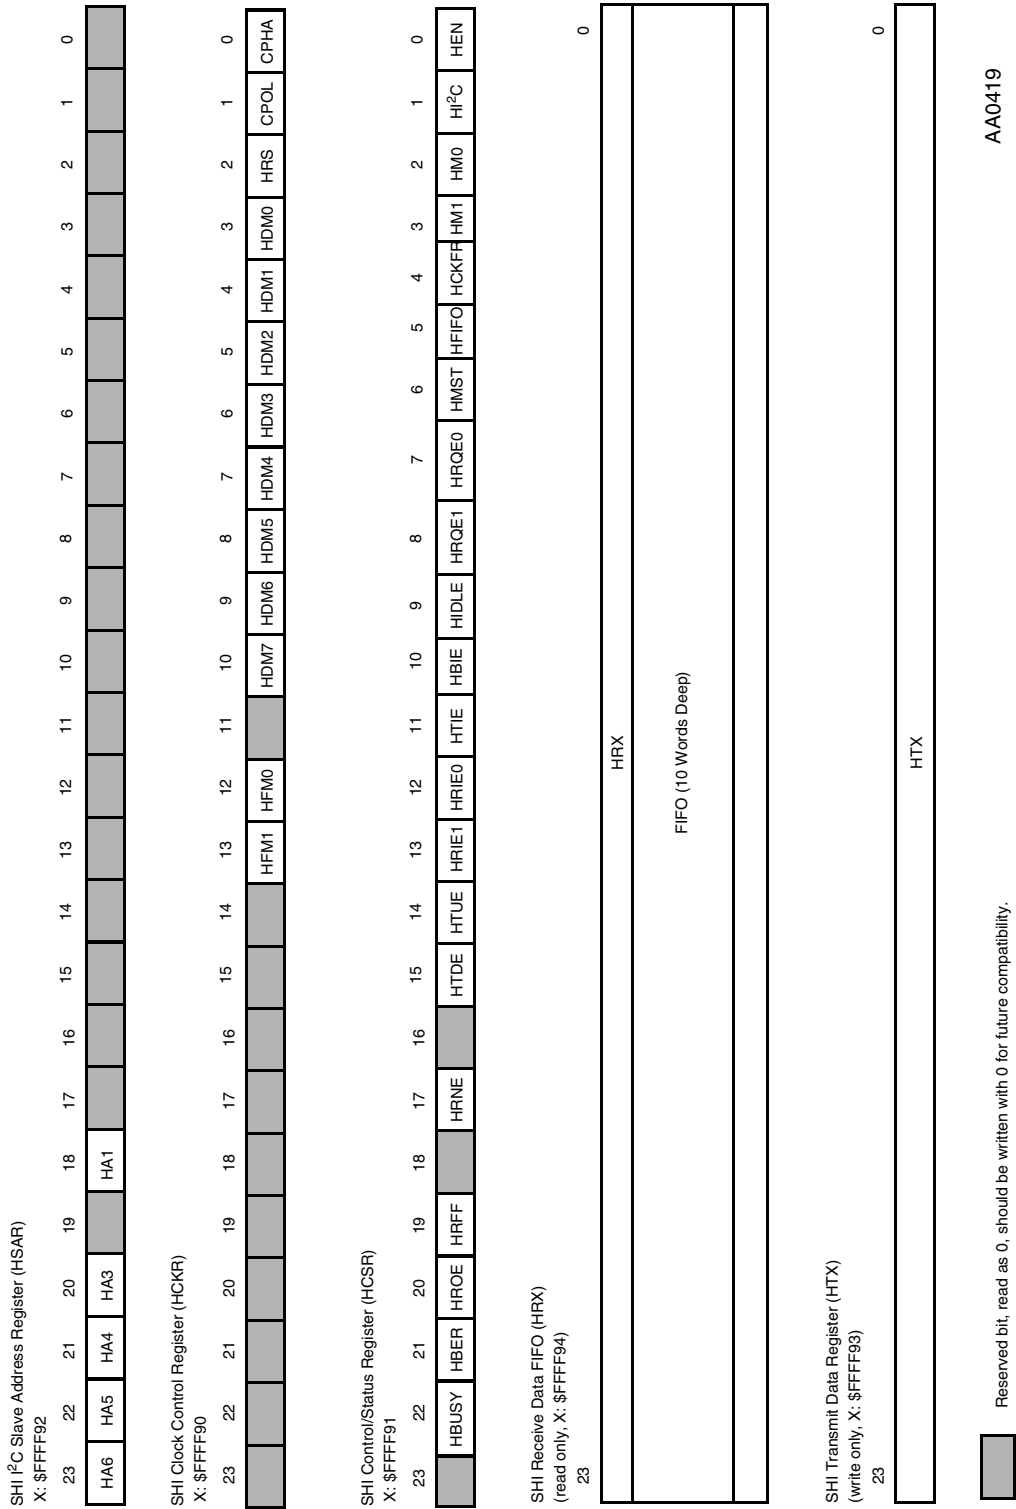 SHI I²C Slave Address Register (HSAR)
X: $FFFF92
23 22 21 20 19 18 17 16 15 14 13 12 11 10 9 8 7 6 5 4 3 2 1 0
HA6 HA5 HA4 HA3 HA1
SHI Clock Control Register (HCKR)
X: $FFFF90
23 22 21 20 19 18 17 16 15 14 13 12 11 10 9 8 7 6 5 4 3 2 1 0
HFM1 HFM0 HDM7 HDM6 HDM5 HDM4 HDM3 HDM2 HDM1 HDM0 HRS CPOL CPHA
SHI Control/Status Register (HCSR)
X: $FFFF91
23 22 21 20 19 18 17 16 15 14 13 12 11 10 9 8 7 6 5 4 3 2 1 0
HBUSY HBER HROE HRFF HRNE HTDE HTUE HRIE1 HRIE0 HTIE HBIE HIDLE HRQE1 HRQE0 HMST HFIFO HCKFR HM1 HM0 HI²C HEN
SHI Receive Data FIFO (HRX)
(read only, X: $FFFF94)
23 0
HRX
FIFO (10 Words Deep)
SHI Transmit Data Register (HTX)
(write only, X: $FFFF93)
23 0
HTX
Reserved bit, read as 0, should be written with 0 for future compatibility.
AA0419